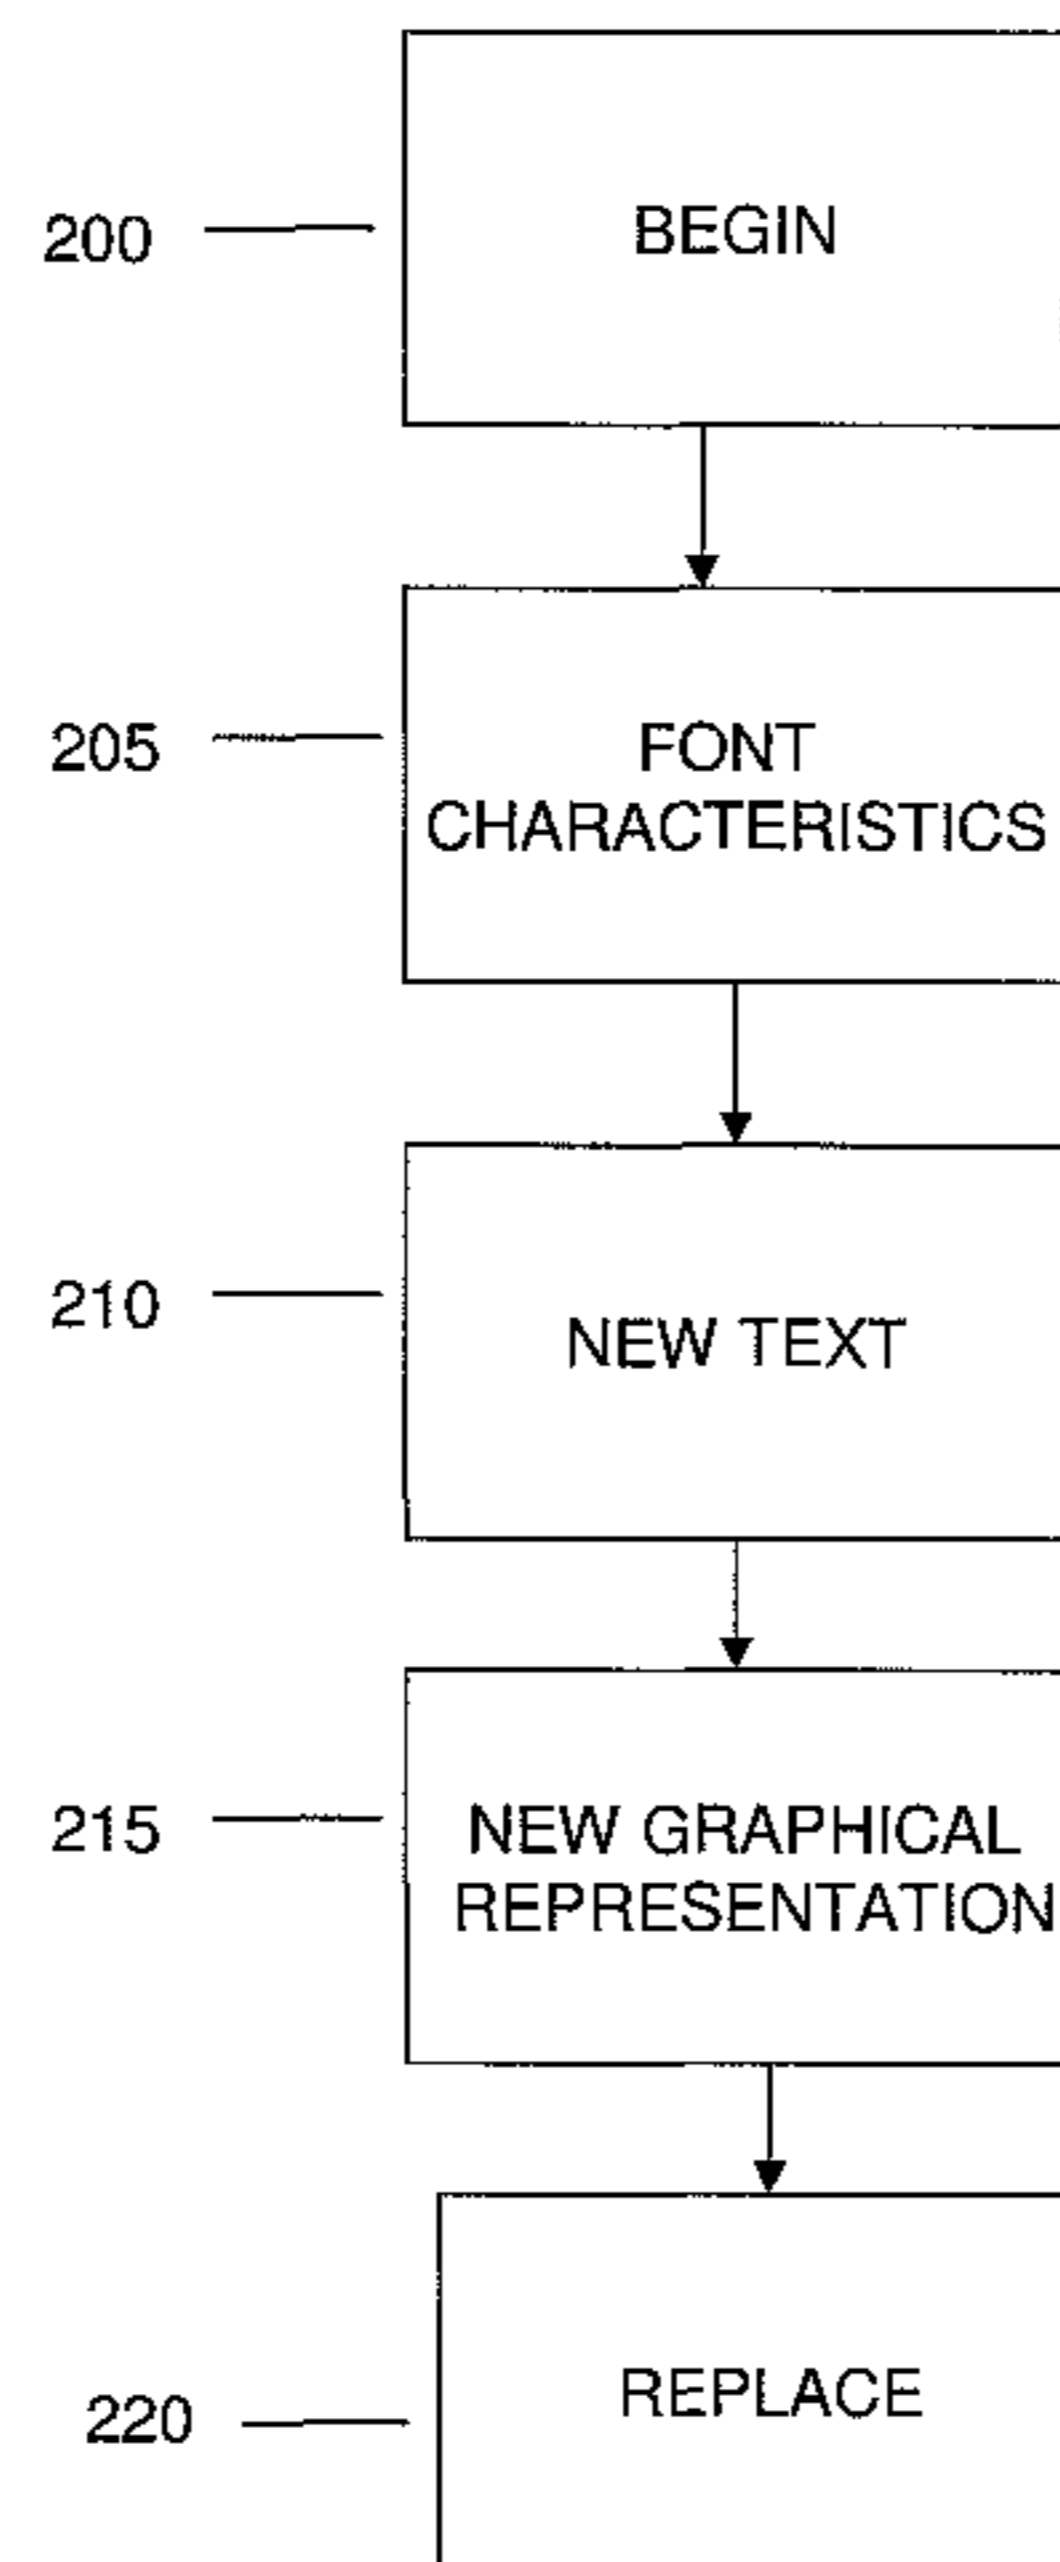 200
BEGIN
205
FONT
CHARACTERISTICS
210
NEW TEXT
215
NEW GRAPHICAL
REPRESENTATION
220
REPLACE